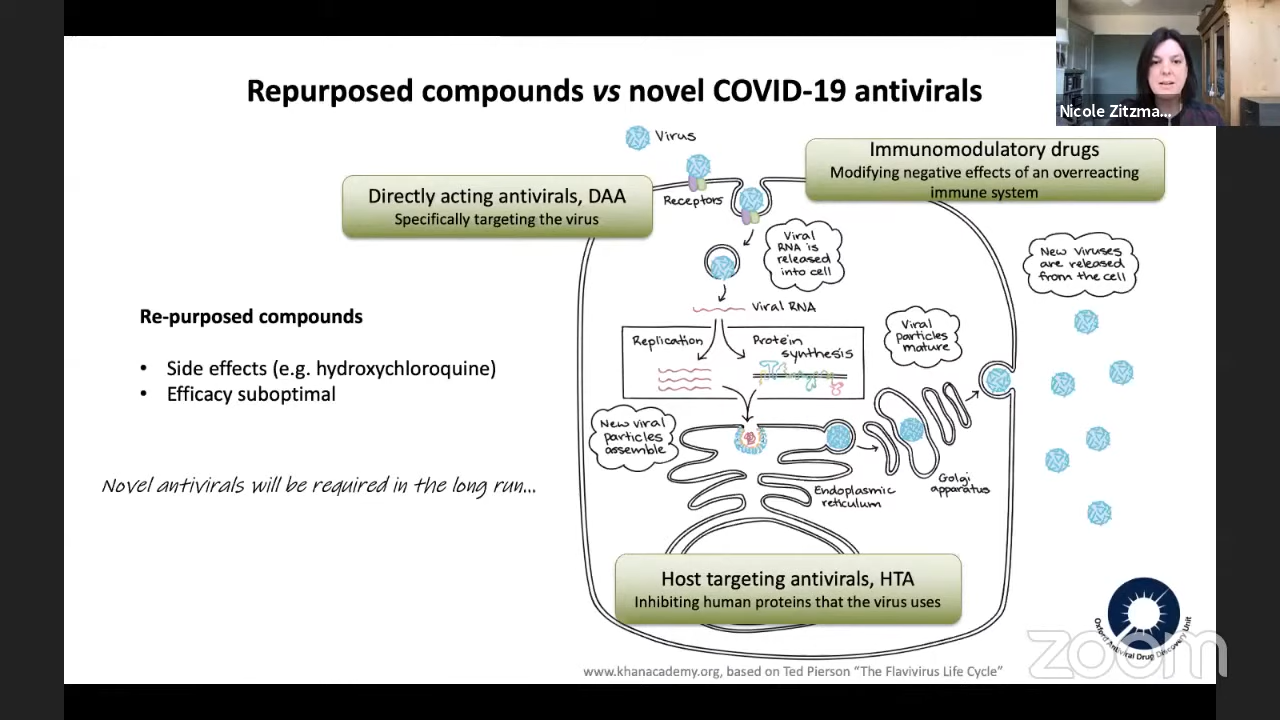 Repurposed compounds vs novel COVID-19 antivirals
Nicole Zitzma...
Virus
Immunomodulatory drugs
Modifying negative effects of an overreacting
immune system
Directly acting antivirals, DAA
Specifically targeting the virus
Receptors
Viral
RNA is
released
into cell
New viruses
are released
from the cell
Viral RNA
Re-purposed compounds
• Side effects (e.g. hydroxychloroquine)
• Efficacy suboptimal
Replication
Protein
synthesis
Viral
particles
mature
New viral
particles
assemble
Novel antivirals will be required in the long run...
Endoplasmic
reticulum
Golgi
apparatus
Host targeting antivirals, HTA
Inhibiting human proteins that the virus uses
Oxford Antiviral Drug Discovery Unit
zoom
www.khanacademy.org, based on Ted Pierson “The Flavivirus Life Cycle”